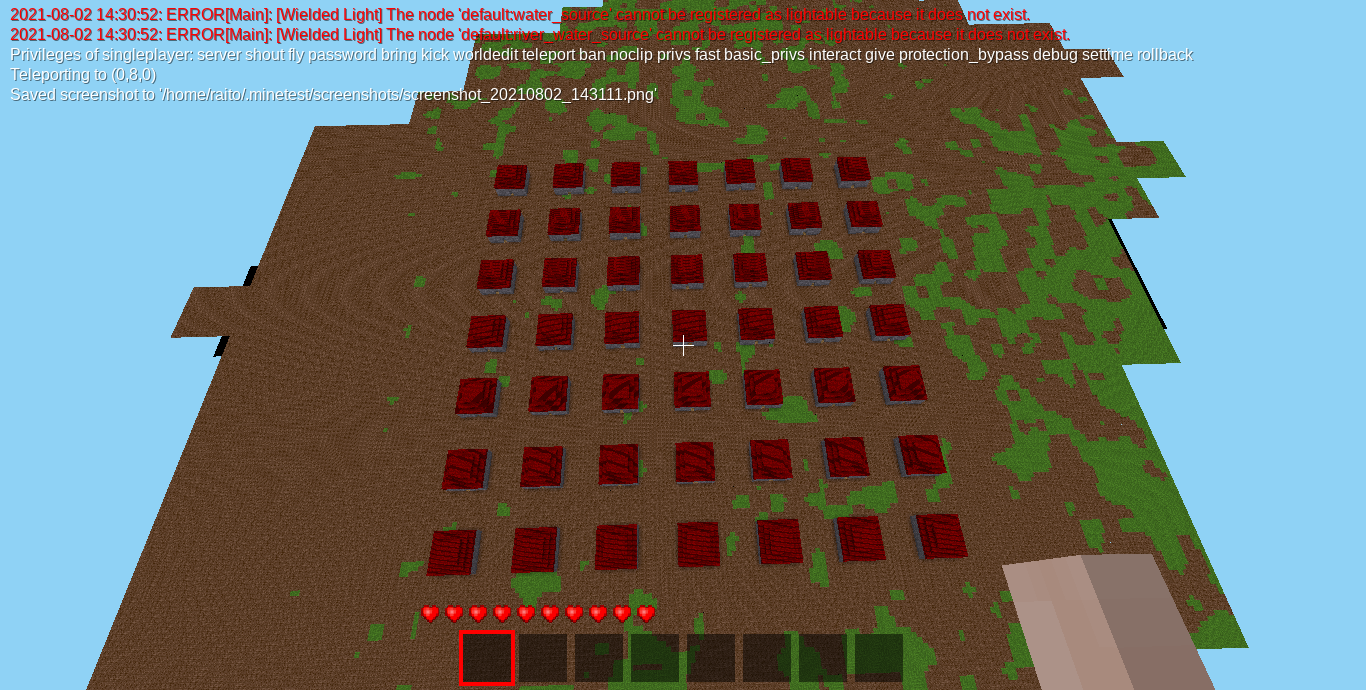 2021-08-02 14:30:52: ERROR[Main]: [Wielded Light] The node 'default:water_source' cannot be registered as lightable because it does not exist.
2021-08-02 14:30:52: ERROR[Main]: [Wielded Light] The node 'default:river_water_source' cannot be registered as lightable because it does not exist.
Privileges of singleplayer: server shout fly password bring kick worldedit teleport ban noclip privs fast basic_privs interact give protection_bypass debug settime rollback
Teleporting to (0,8,0)
Saved screenshot to '/home/raito/.minetest/screenshots/screenshot_20210802_143111.png'